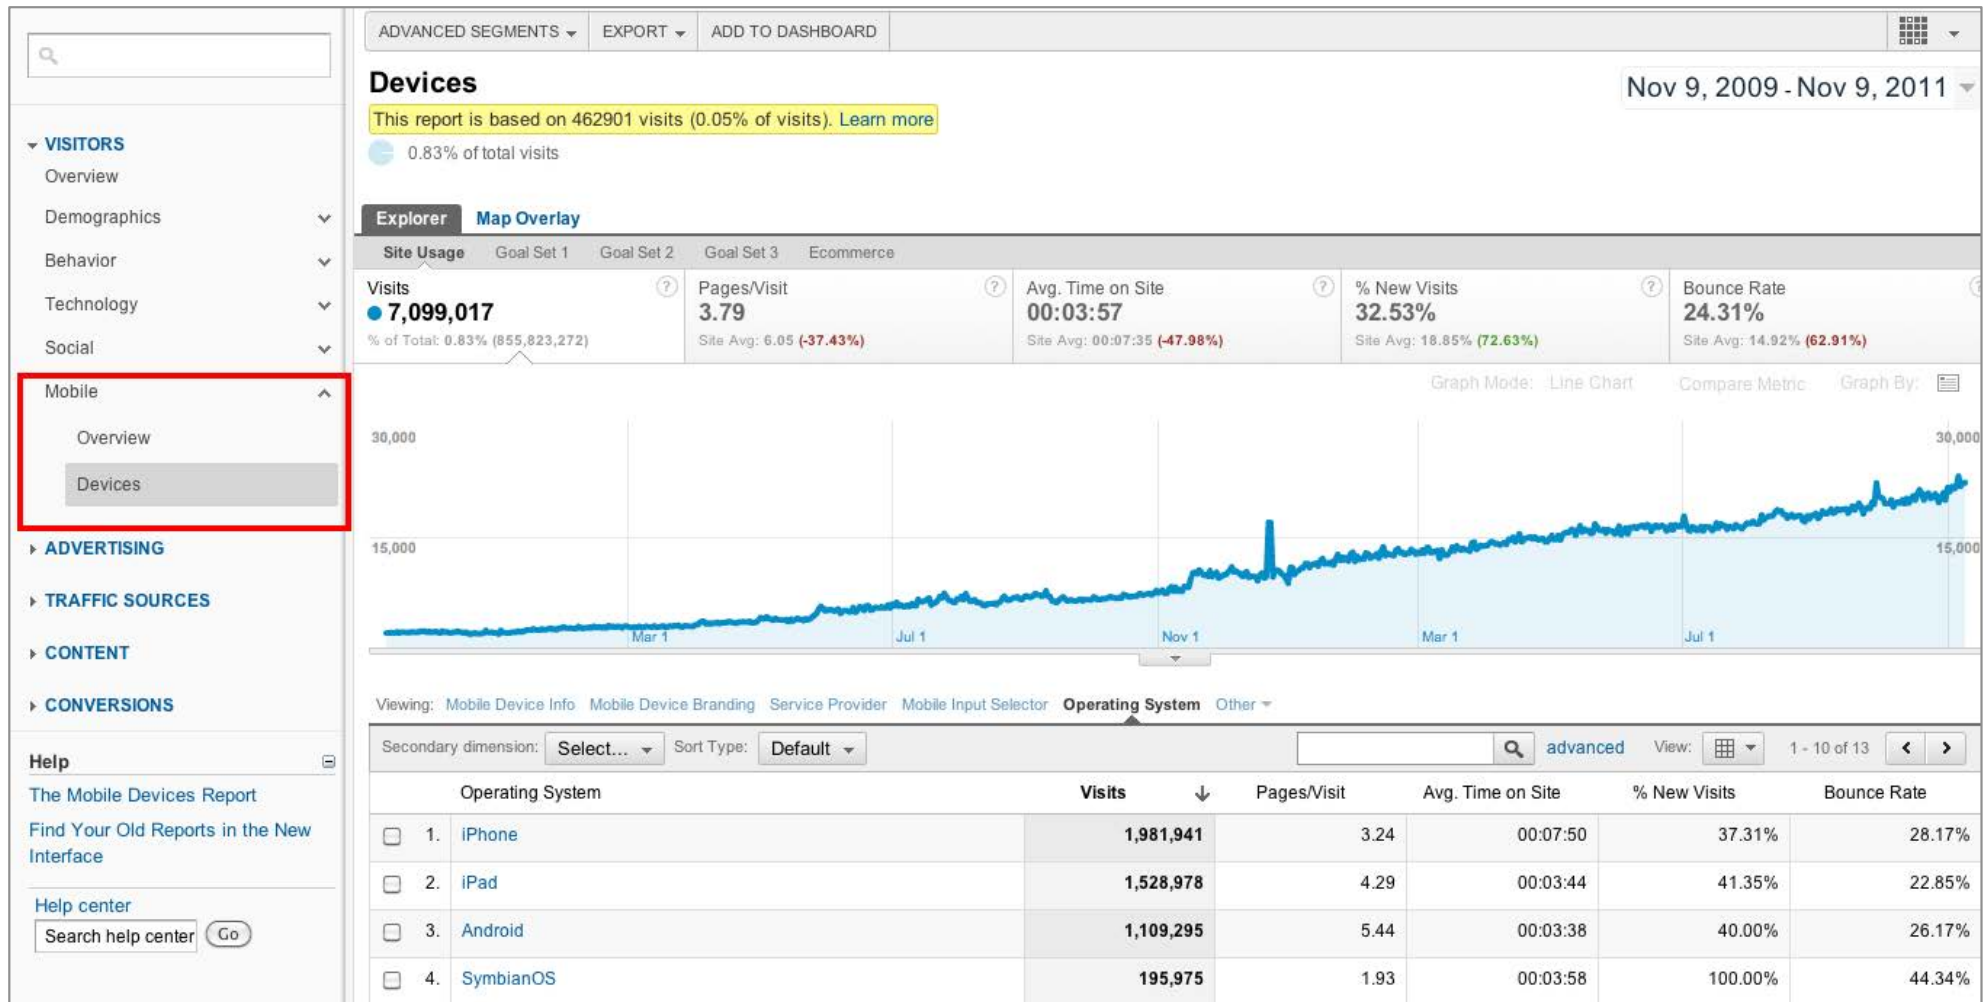 ADVANCED SEGMENTS EXPORT ADD TO DASHBOARD
Devices
Nov 9, 2009 - Nov 9, 2011
This report is based on 462901 visits (0.05% of visits). Learn more
0.83% of total visits
VISITORS
Overview
Demographics
Behavior
Technology
Social
Mobile
Overview
Devices
ADVERTISING
TRAFFIC SOURCES
CONTENT
CONVERSIONS
Help
The Mobile Devices Report
Find Your Old Reports in the New
Interface
Help center
Search help center Go
Explorer Map Overlay
Site Usage Goal Set 1 Goal Set 2 Goal Set 3 Ecommerce
Visits
7,099,017
% of Total: 0.83% (855,823,272)
Pages/Visit
3.79
Site Avg: 6.05 (-37.43%)
Avg. Time on Site
00:03:57
Site Avg: 00:07:35 (-47.98%)
% New Visits
32.53%
Site Avg: 18.85% (72.63%)
Bounce Rate
24.31%
Site Avg: 14.92% (62.91%)
Graph Mode: Line Chart Compare Metric Graph By:
30,000 30,000
15,000 15,000
Mar 1 Jul 1 Nov 1 Mar 1 Jul 1
Viewing: Mobile Device Info Mobile Device Branding Service Provider Mobile Input Selector Operating System Other
Secondary dimension: Select... Sort Type: Default advanced View: 1 - 10 of 13
Operating System Visits Pages/Visit Avg. Time on Site % New Visits Bounce Rate
1. iPhone 1,981,941 3.24 00:07:50 37.31% 28.17%
2. iPad 1,528,978 4.29 00:03:44 41.35% 22.85%
3. Android 1,109,295 5.44 00:03:38 40.00% 26.17%
4. SymbianOS 195,975 1.93 00:03:58 100.00% 44.34%